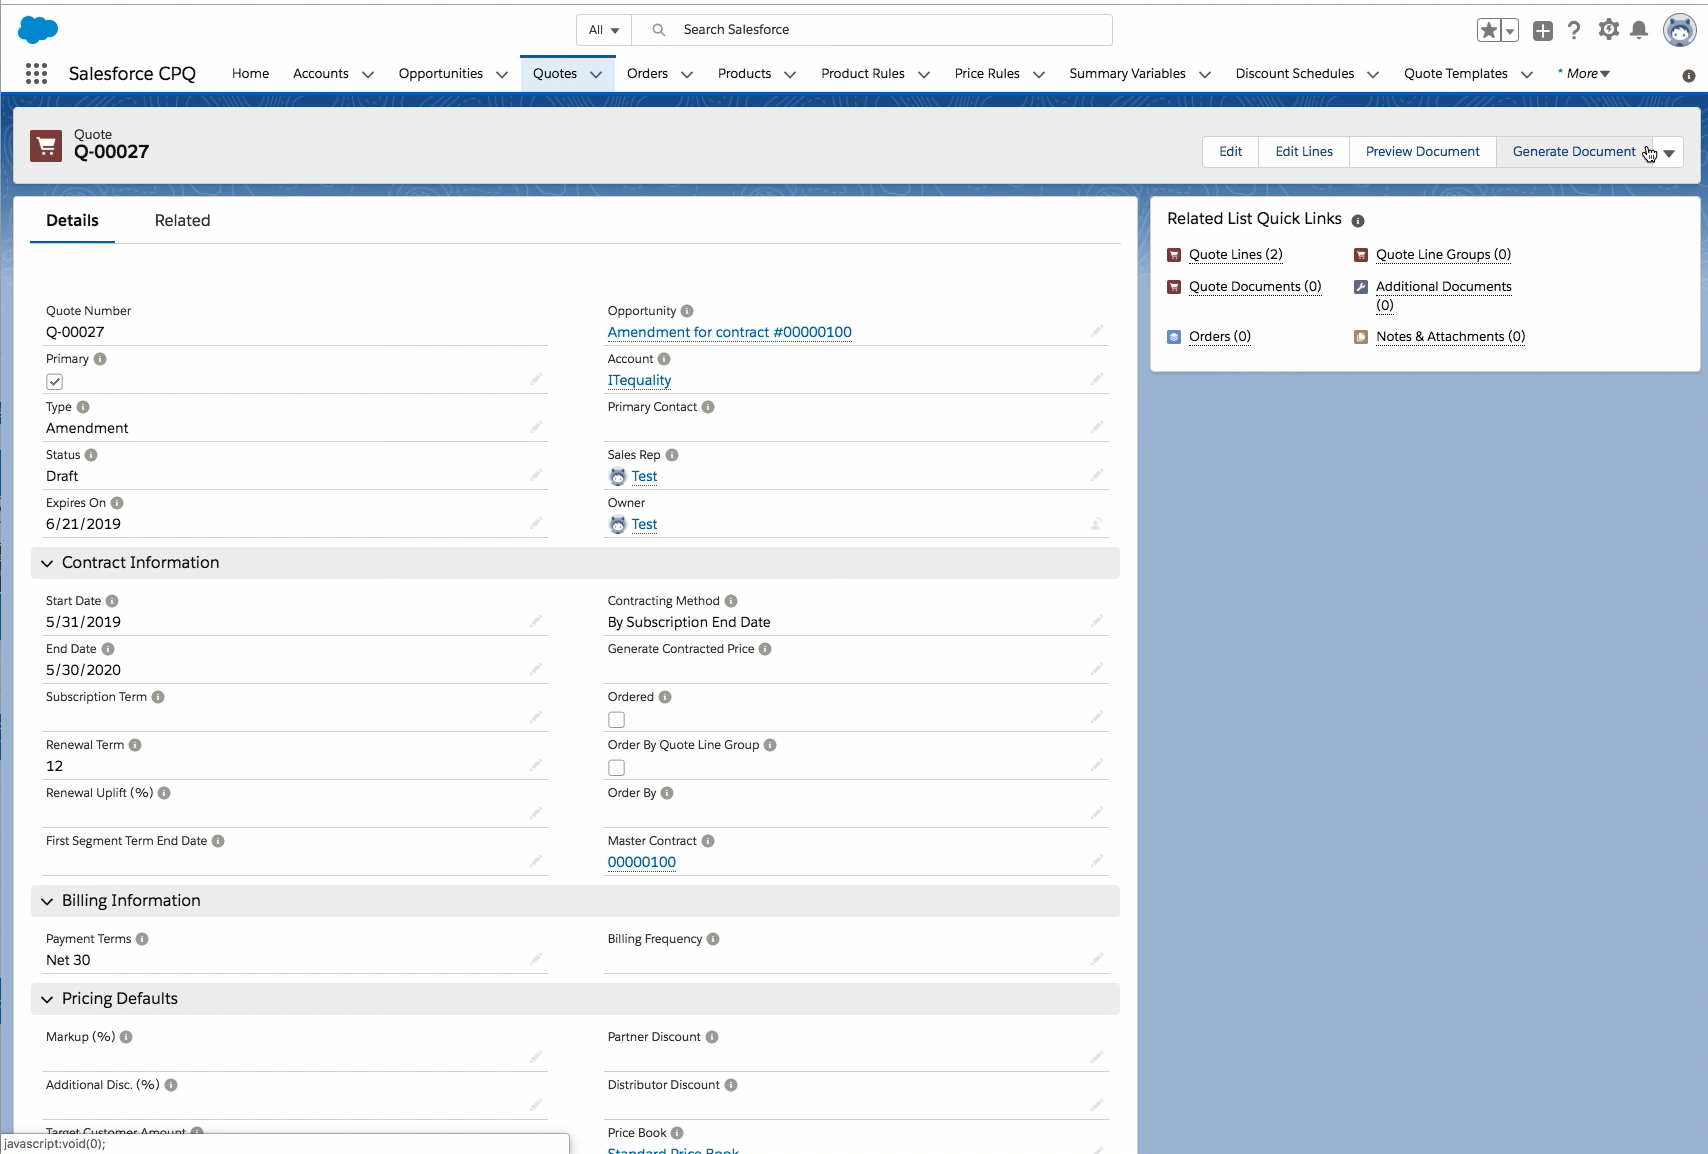 All
Search Salesforce
Salesforce CPQ
Home
Accounts
Opportunities
Quotes
Orders
Products
Product Rules
Price Rules
Summary Variables
Discount Schedules
Quote Templates
* More
Quote
Q-00027
Edit
Edit Lines
Preview Document
Generate Document
Details
Related
Quote Number
Q-00027
Opportunity
Amendment for contract #00000100
Primary
Account
ITequality
Type
Amendment
Primary Contact
Status
Draft
Sales Rep
Test
Expires On
6/21/2019
Owner
Test
Contract Information
Start Date
5/31/2019
Contracting Method
By Subscription End Date
End Date
5/30/2020
Generate Contracted Price
Subscription Term
Ordered
Renewal Term
12
Order By Quote Line Group
Renewal Uplift (%)
Order By
First Segment Term End Date
Master Contract
00000100
Billing Information
Payment Terms
Net 30
Billing Frequency
Pricing Defaults
Markup (%)
Partner Discount
Additional Disc. (%)
Distributor Discount
Target Customer Amount
Price Book
Standard Price Book
javascript:void(0);
Related List Quick Links
Quote Lines (2)
Quote Line Groups (0)
Quote Documents (0)
Additional Documents
(0)
Orders (0)
Notes & Attachments (0)